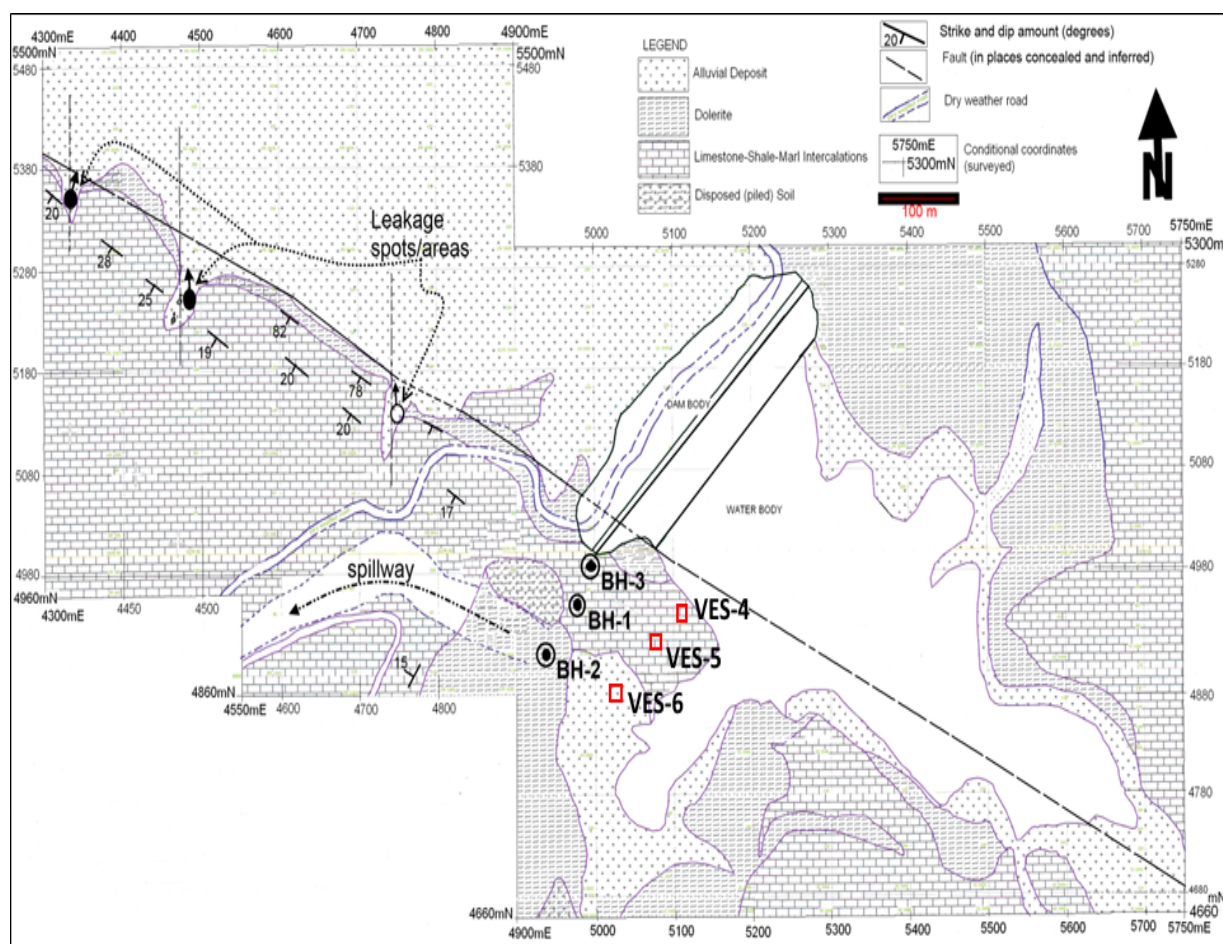 4300mE 4400 4500 4600 4700 4800 4900mE
5500mN
5500mN
5480
5480
5380
5380
5280
5180
5080
4980
4960mN
4300mE
4450
4500
4860mN
4550mE 4600 4700 4800
LEGEND
Alluvial Deposit
Dolerite
Limestone-Shale-Marl Intercalations
Disposed (piled) Soil
20
Strike and dip amount (degrees)
Fault (in places concealed and inferred)
Dry weather road
5750mE
5300mN
Conditional coordinates
(surveyed)
100 m
N
Leakage
spots/areas
20
28
25
19
82
20
78
20
17
15
5000 5100 5200 5300 5400 5500 5600 5750mE
5300mN
5280
5180
5080
4980
4880
4780
4680
mN
4660
DAM BODY
WATER BODY
spillway
BH-3
BH-1
BH-2
VES-4
VES-5
VES-6
4660mN
4900mE 5000 5100 5200 5300 5400 5500 5600 5700 5750mE